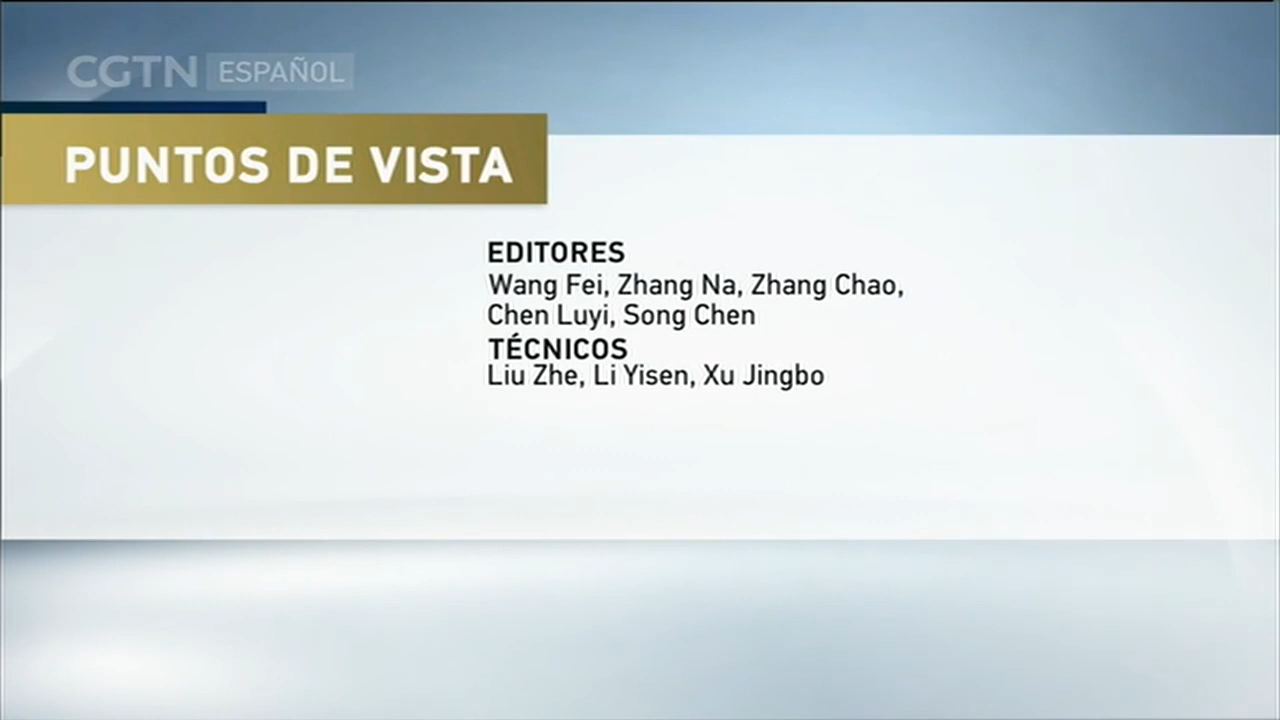 CGTN ESPAÑOL
PUNTOS DE VISTA
EDITORES
Wang Fei, Zhang Na, Zhang Chao,
Chen Luyi, Song Chen
TÉCNICOS
Liu Zhe, Li Yisen, Xu Jingbo